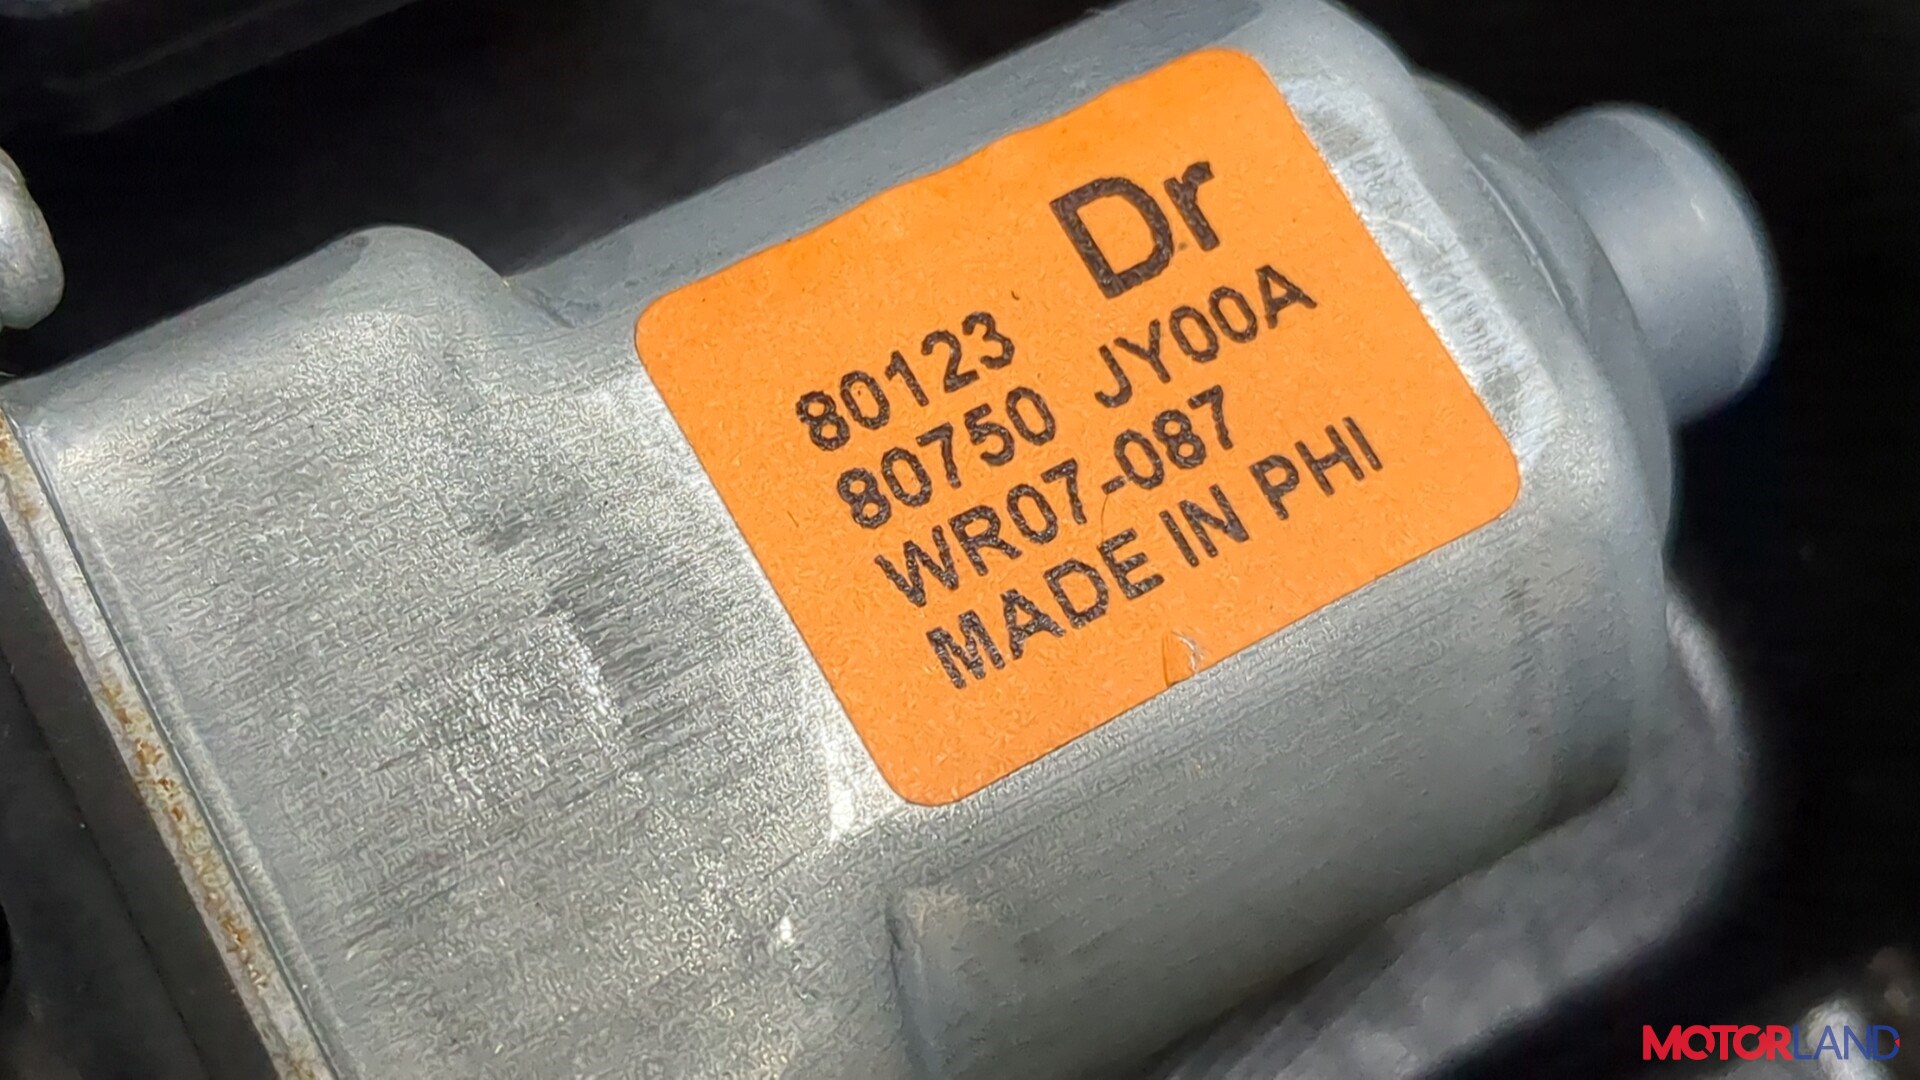 Dr
80123
80750 JY00A
WR07-087
MADE IN PHI
MOTORLAND